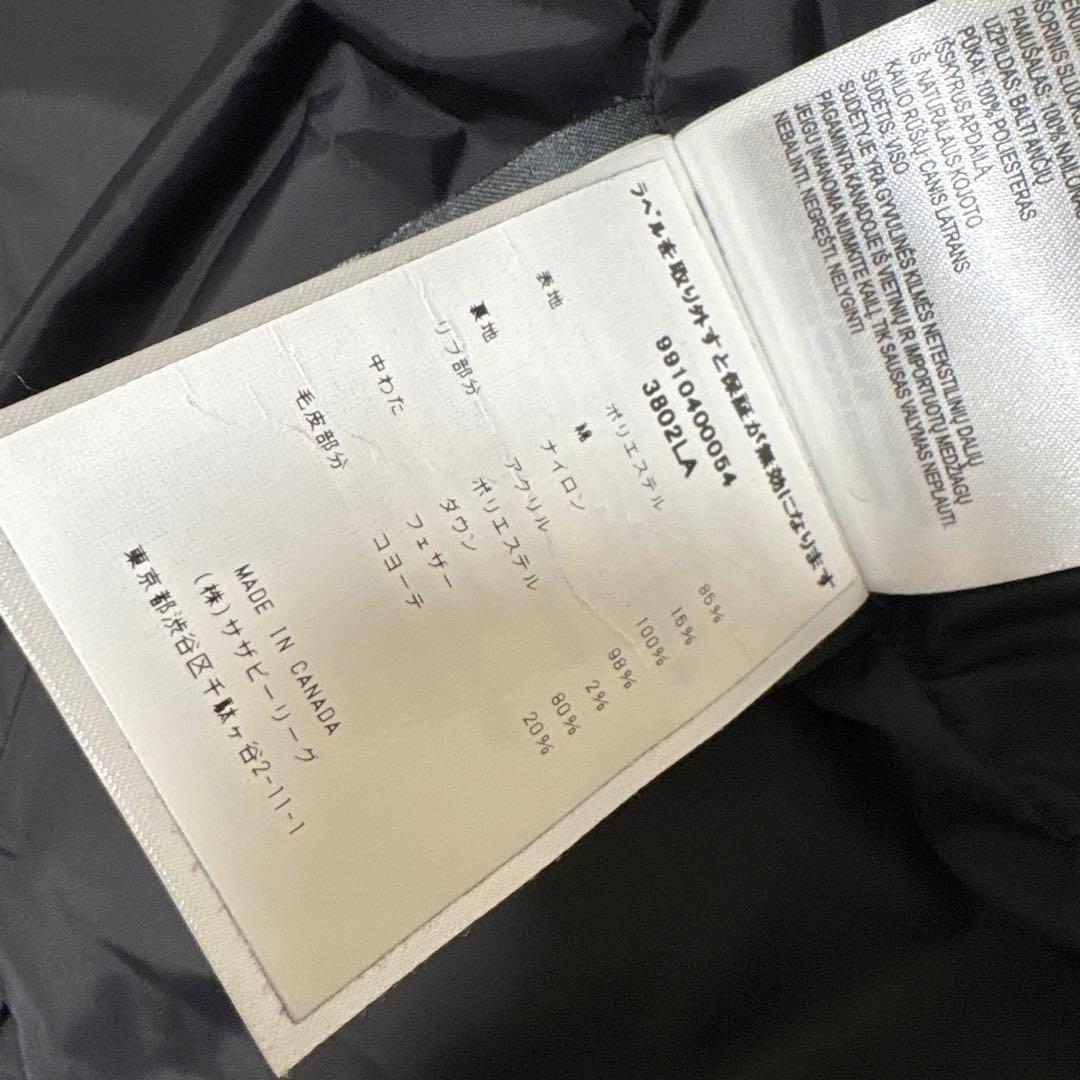 ラベルを取り外すと保証が無効になります
9910400054
3802LA
表地 ポリエステル 85%
綿 15%
裏地 ナイロン 100%
リブ部分 アクリル 98%
ポリエステル 2%
中わた ダウン 80%
フェザー 20%
毛皮部分 コヨーテ
MADE IN CANADA
(株)サザビーリーグ
東京都渋谷区千駄ヶ谷2-11-1
PAMUŠALAS: 100% NAILONAS
UŽPILDAS: BALTI ANČIŲ
PŪKAI: 100% POLIESTERAS
IŠSKYRUS APDAILĄ
IŠ NATŪRALAUS KOJOTO
KAILIO RŪŠIŲ, CANIS LATRANS
SUDĖTIS: VISO
SUDĖTYJE YRA GYVŪLINĖS KILMĖS NETEKSTILINIŲ DALIŲ
PAGAMINTA KANADOJE IŠ VIETINIŲ IR IMPORTUOTŲ MEDŽIAGŲ
JEIGU ĮMANOMA NUIMKITE KAILĮ, TIK SAUSAS VALYMAS NEPLAUTI.
NEBALINTI. NEGRĘŽTI. NELYGINTI